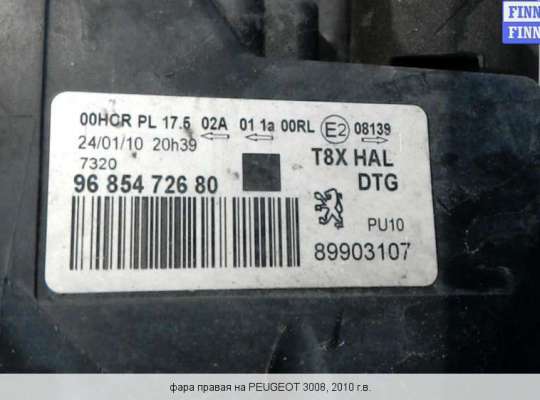 FINN
FINN
00HCR PL 17.5 02A 01 1a 00RL E2 08139
24/01/10 20h39
7320
T8X HAL
96 854 726 80
DTG
PU10
89903107
фара правая на PEUGEOT 3008, 2010 г.в.